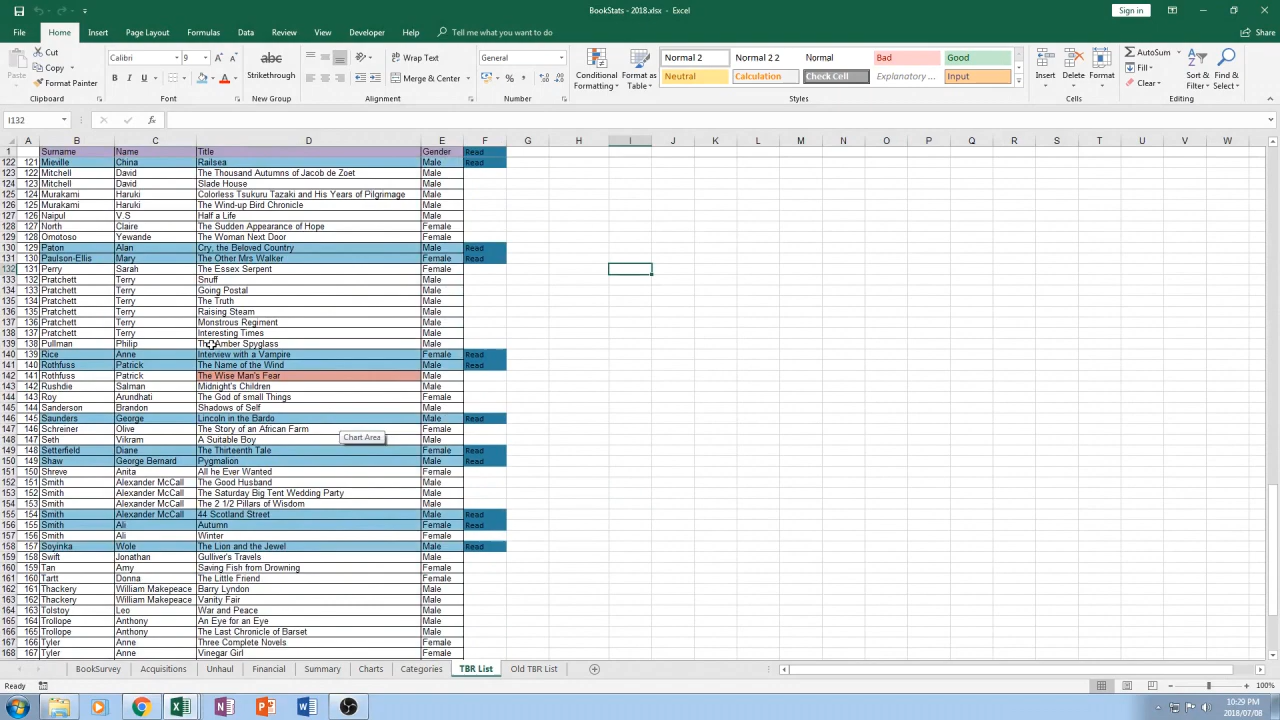 BookStats - 2018.xlsx - Excel
Sign in
File Home Insert Page Layout Formulas Data Review View Developer Help Tell me what you want to do Share
Paste Cut Calibri 9 Wrap Text General Normal 2 Normal 2 2 Normal Bad Good AutoSum
Copy Strikethrough Conditional Formatting Format as Table Insert Delete Format Fill Sort & Filter Find & Select
Format Painter Merge & Center Neutral Calculation Check Cell Explanatory ... Input Clear
Clipboard Font New Group Alignment Number Styles Cells Editing
I132
A B C D E F G H I J K L M N O P Q R S T U V W
1 Surname Name Title Gender Read
122 121 Mieville China Railsea Male Read
123 122 Mitchell David The Thousand Autumns of Jacob de Zoet Male
124 123 Mitchell David Slade House Male
125 124 Murakami Haruki Colorless Tsukuru Tazaki and His Years of Pilgrimage Male
126 125 Murakami Haruki The Wind-up Bird Chronicle Male
127 126 Naipul V.S Half a Life Male
128 127 North Claire The Sudden Appearance of Hope Female
129 128 Omotoso Yewande The Woman Next Door Female
130 129 Paton Alan Cry, the Beloved Country Male Read
131 130 Paulson-Ellis Mary The Other Mrs Walker Female Read
132 131 Perry Sarah The Essex Serpent Female
133 132 Pratchett Terry Snuff Male
134 133 Pratchett Terry Going Postal Male
135 134 Pratchett Terry The Truth Male
136 135 Pratchett Terry Raising Steam Male
137 136 Pratchett Terry Monstrous Regiment Male
138 137 Pratchett Terry Interesting Times Male
139 138 Pullman Philip The Amber Spyglass Male
140 139 Rice Anne Interview with a Vampire Female Read
141 140 Rothfuss Patrick The Name of the Wind Male Read
142 141 Rothfuss Patrick The Wise Man's Fear Male
143 142 Rushdie Salman Midnight's Children Male
144 143 Roy Arundhati The God of small Things Female
145 144 Sanderson Brandon Shadows of Self Male
146 145 Saunders George Lincoln in the Bardo Male Read
147 146 Schreiner Olive The Story of an African Farm Female
148 147 Seth Vikram A Suitable Boy Male
Chart Area
149 148 Setterfield Diane The Thirteenth Tale Female Read
150 149 Shaw George Bernard Pygmalion Male Read
151 150 Shreve Anita All he Ever Wanted Female
152 151 Smith Alexander McCall The Good Husband Male
153 152 Smith Alexander McCall The Saturday Big Tent Wedding Party Male
154 153 Smith Alexander McCall The 2 1/2 Pillars of Wisdom Male
155 154 Smith Alexander McCall 44 Scotland Street Male Read
156 155 Smith Ali Autumn Female Read
157 156 Smith Ali Winter Female
158 157 Soyinka Wole The Lion and the Jewel Male Read
159 158 Swift Jonathan Gulliver's Travels Male
160 159 Tan Amy Saving Fish from Drowning Female
161 160 Tartt Donna The Little Friend Female
162 161 Thackery William Makepeace Barry Lyndon Male
163 162 Thackery William Makepeace Vanity Fair Male
164 163 Tolstoy Leo War and Peace Male
165 164 Trollope Anthony An Eye for an Eye Male
166 165 Trollope Anthony The Last Chronicle of Barset Male
167 166 Tyler Anne Three Complete Novels Female
168 167 Tyler Anne Vinegar Girl Female
BookSurvey Acquisitions Unhaul Financial Summary Charts Categories TBR List Old TBR List
Ready 100%
10:29 PM
2018/07/08